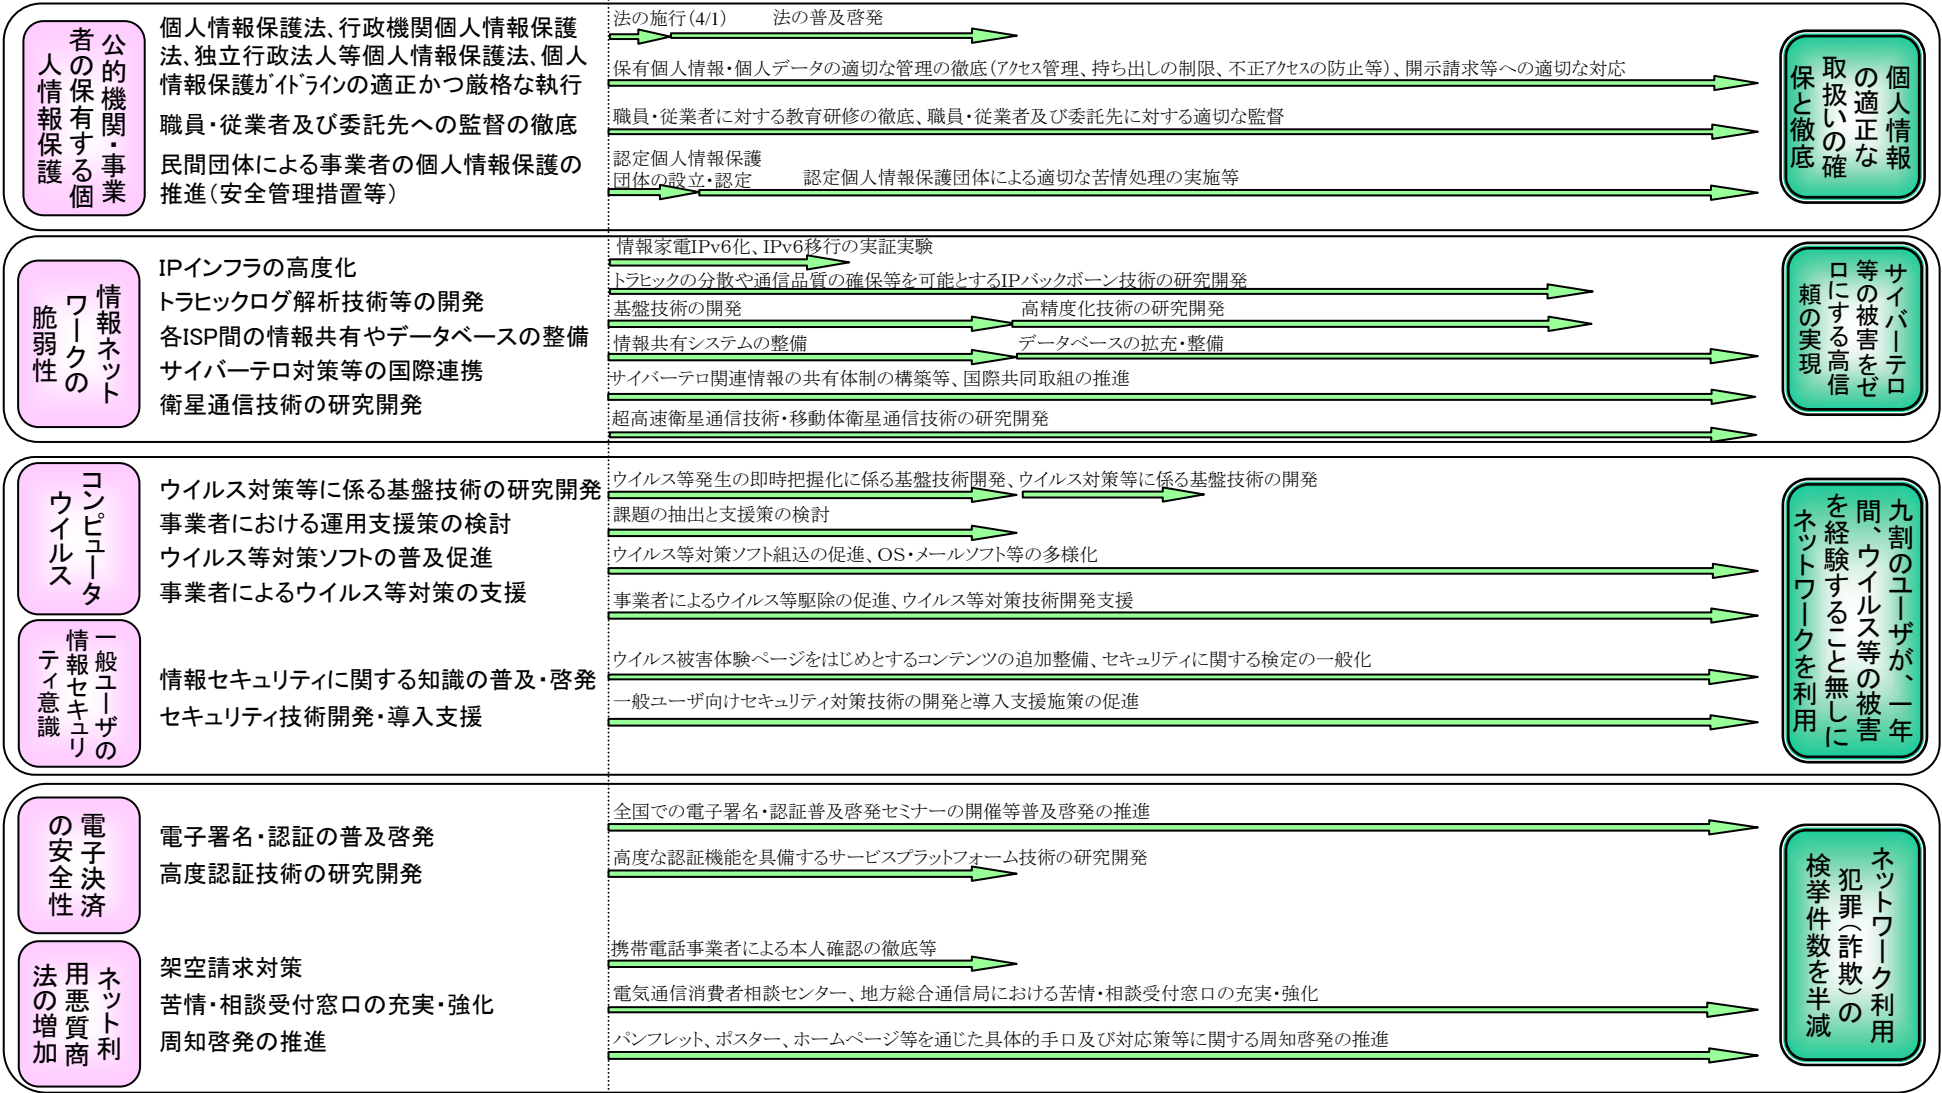 公的機関・事業
者の保有する個
人情報保護
個人情報保護法、行政機関個人情報保護
法、独立行政法人等個人情報保護法、個人
情報保護ｶﾞｲﾄﾞﾗｲﾝの適正かつ厳格な執行
職員・従業者及び委託先への監督の徹底
民間団体による事業者の個人情報保護の
推進(安全管理措置等)
法の施行(4/1)
法の普及啓発
保有個人情報・個人データの適切な管理の徹底(ｱｸｾｽ管理、持ち出しの制限、不正ｱｸｾｽの防止等)、開示請求等への適切な対応
職員・従業者に対する教育研修の徹底、職員・従業者及び委託先に対する適切な監督
認定個人情報保護
団体の設立・認定
認定個人情報保護団体による適切な苦情処理の実施等
個人情報
の適正な
取扱いの確
保と徹底
情報ネット
ワークの
脆弱性
IPインフラの高度化
トラヒックログ解析技術等の開発
各ISP間の情報共有やデータベースの整備
サイバーテロ対策等の国際連携
衛星通信技術の研究開発
情報家電IPv6化、IPv6移行の実証実験
トラヒックの分散や通信品質の確保等を可能とするIPバックボーン技術の研究開発
基盤技術の開発
高精度化技術の研究開発
情報共有システムの整備
データベースの拡充・整備
サイバーテロ関連情報の共有体制の構築等、国際共同取組の推進
超高速衛星通信技術・移動体衛星通信技術の研究開発
サイバーテロ
等の被害をゼ
ロにする高信
頼の実現
コンピュータ
ウイルス
ウイルス対策等に係る基盤技術の研究開発
事業者における運用支援策の検討
ウイルス等対策ソフトの普及促進
事業者によるウイルス等対策の支援
ウイルス等発生の即時把握化に係る基盤技術開発、ウイルス対策等に係る基盤技術の開発
課題の抽出と支援策の検討
ウイルス等対策ソフト組込の促進、OS・メールソフト等の多様化
事業者によるウイルス等駆除の促進、ウイルス等対策技術開発支援
一般ユーザの
情報セキュリ
ティ意識
情報セキュリティに関する知識の普及・啓発
セキュリティ技術開発・導入支援
ウイルス被害体験ページをはじめとするコンテンツの追加整備、セキュリティに関する検定の一般化
一般ユーザ向けセキュリティ対策技術の開発と導入支援施策の促進
九割のユーザが、一年
間、ウイルス等の被害
を経験すること無しに
ネットワークを利用
電子決済
の安全性
電子署名・認証の普及啓発
高度認証技術の研究開発
全国での電子署名・認証普及啓発セミナーの開催等普及啓発の推進
高度な認証機能を具備するサービスプラットフォーム技術の研究開発
ネット利
用悪質商
法の増加
架空請求対策
苦情・相談受付窓口の充実・強化
周知啓発の推進
携帯電話事業者による本人確認の徹底等
電気通信消費者相談センター、地方総合通信局における苦情・相談受付窓口の充実・強化
パンフレット、ポスター、ホームページ等を通じた具体的手口及び対応策等に関する周知啓発の推進
ネットワーク利用
犯罪(詐欺)の
検挙件数を半減